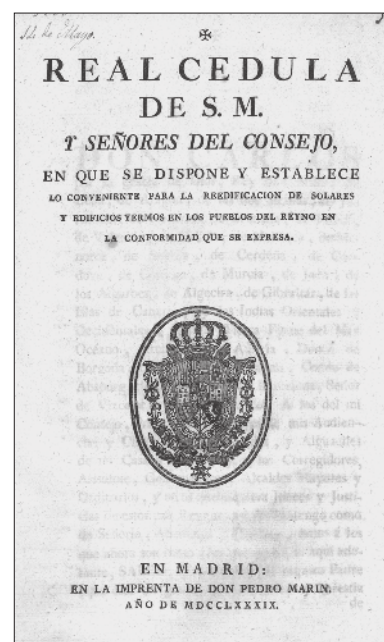 14 de Mayo.
REAL CEDULA
DE S. M.
Y SEÑORES DEL CONSEJO,
EN QUE SE DISPONE Y ESTABLECE
LO CONVENIENTE PARA LA REEDIFICACION DE SOLARES
Y EDIFICIOS YERMOS EN LOS PUEBLOS DEL REYNO EN
LA CONFORMIDAD QUE SE EXPRESA.
EN MADRID:
EN LA IMPRENTA DE DON PEDRO MARIN.
AÑO DE MDCCLXXXIX.